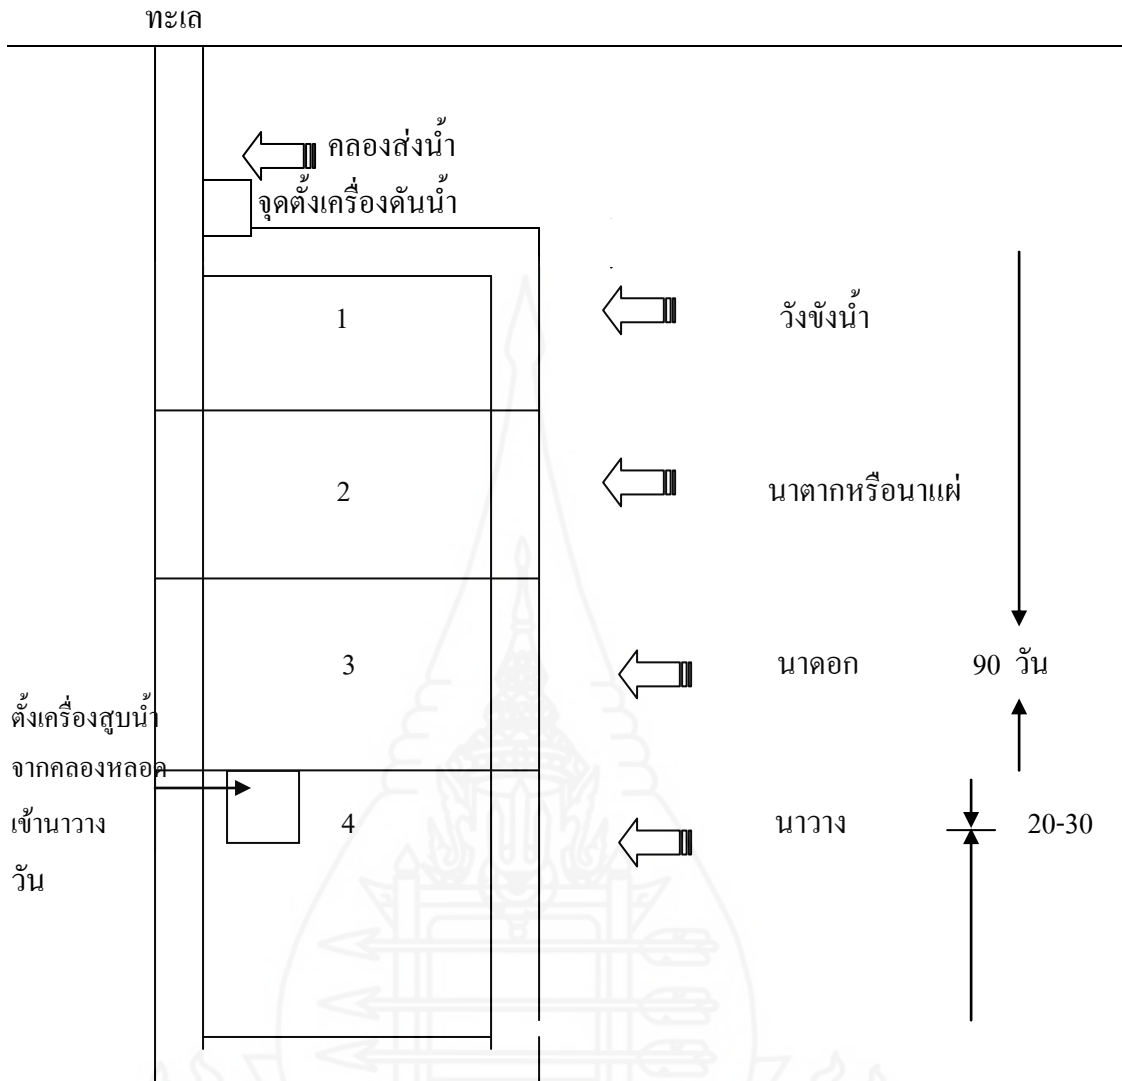 ทะเล
คลองส่งน้ำ
จุดตั้งเครื่องดันน้ำ
1
วังขังน้ำ
2
นาตากหรือนาแผ่
3
นาดอก
90 วัน
ตั้งเครื่องสูบน้ำ
จากคลองหลอด
เข้านาวาง
วัน
4
นาวาง
20-30